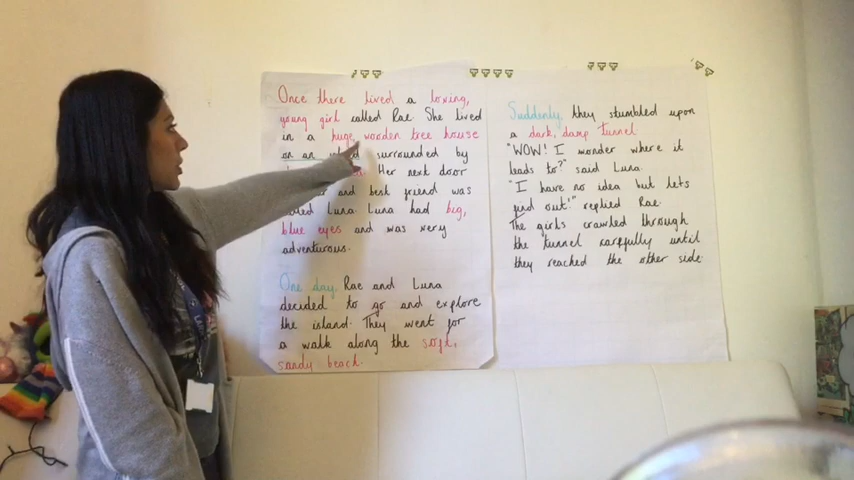 Once there lived a loving,
young girl called Rae. She lived
in a huge, wooden tree house
on an surrounded by
Her next door
and best friend was
Luna. Luna had big,
blue eyes and was very
adventurous.
One day, Rae and Luna
decided to go and explore
the island. They went for
a walk along the soft,
sandy beach.
Suddenly, they stumbled upon
a dark, damp tunnel
"WOW! I wonder where it
leads to?" said Luna.
"I have no idea but lets
find out!" replied Rae.
The girls crawled through
the tunnel carefully until
they reached the other side.